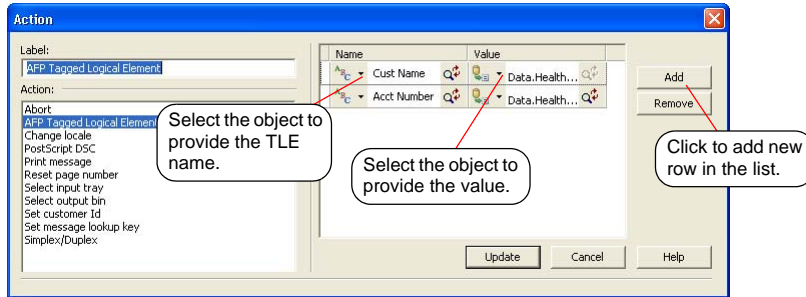 Action
Label:
AFP Tagged Logical Element
Action:
Abort
AFP Tagged Logical Element
Change locale
PostScript DSC
Print message
Reset page number
Select input tray
Select output bin
Set customer Id
Set message lookup key
Simplex/Duplex
Name Value
ABC Cust Name Data.Health...
ABC Acct Number Data.Health...
Add
Remove
Select the object to
provide the TLE
name.
Select the object to
provide the value.
Click to add new
row in the list.
Update Cancel Help